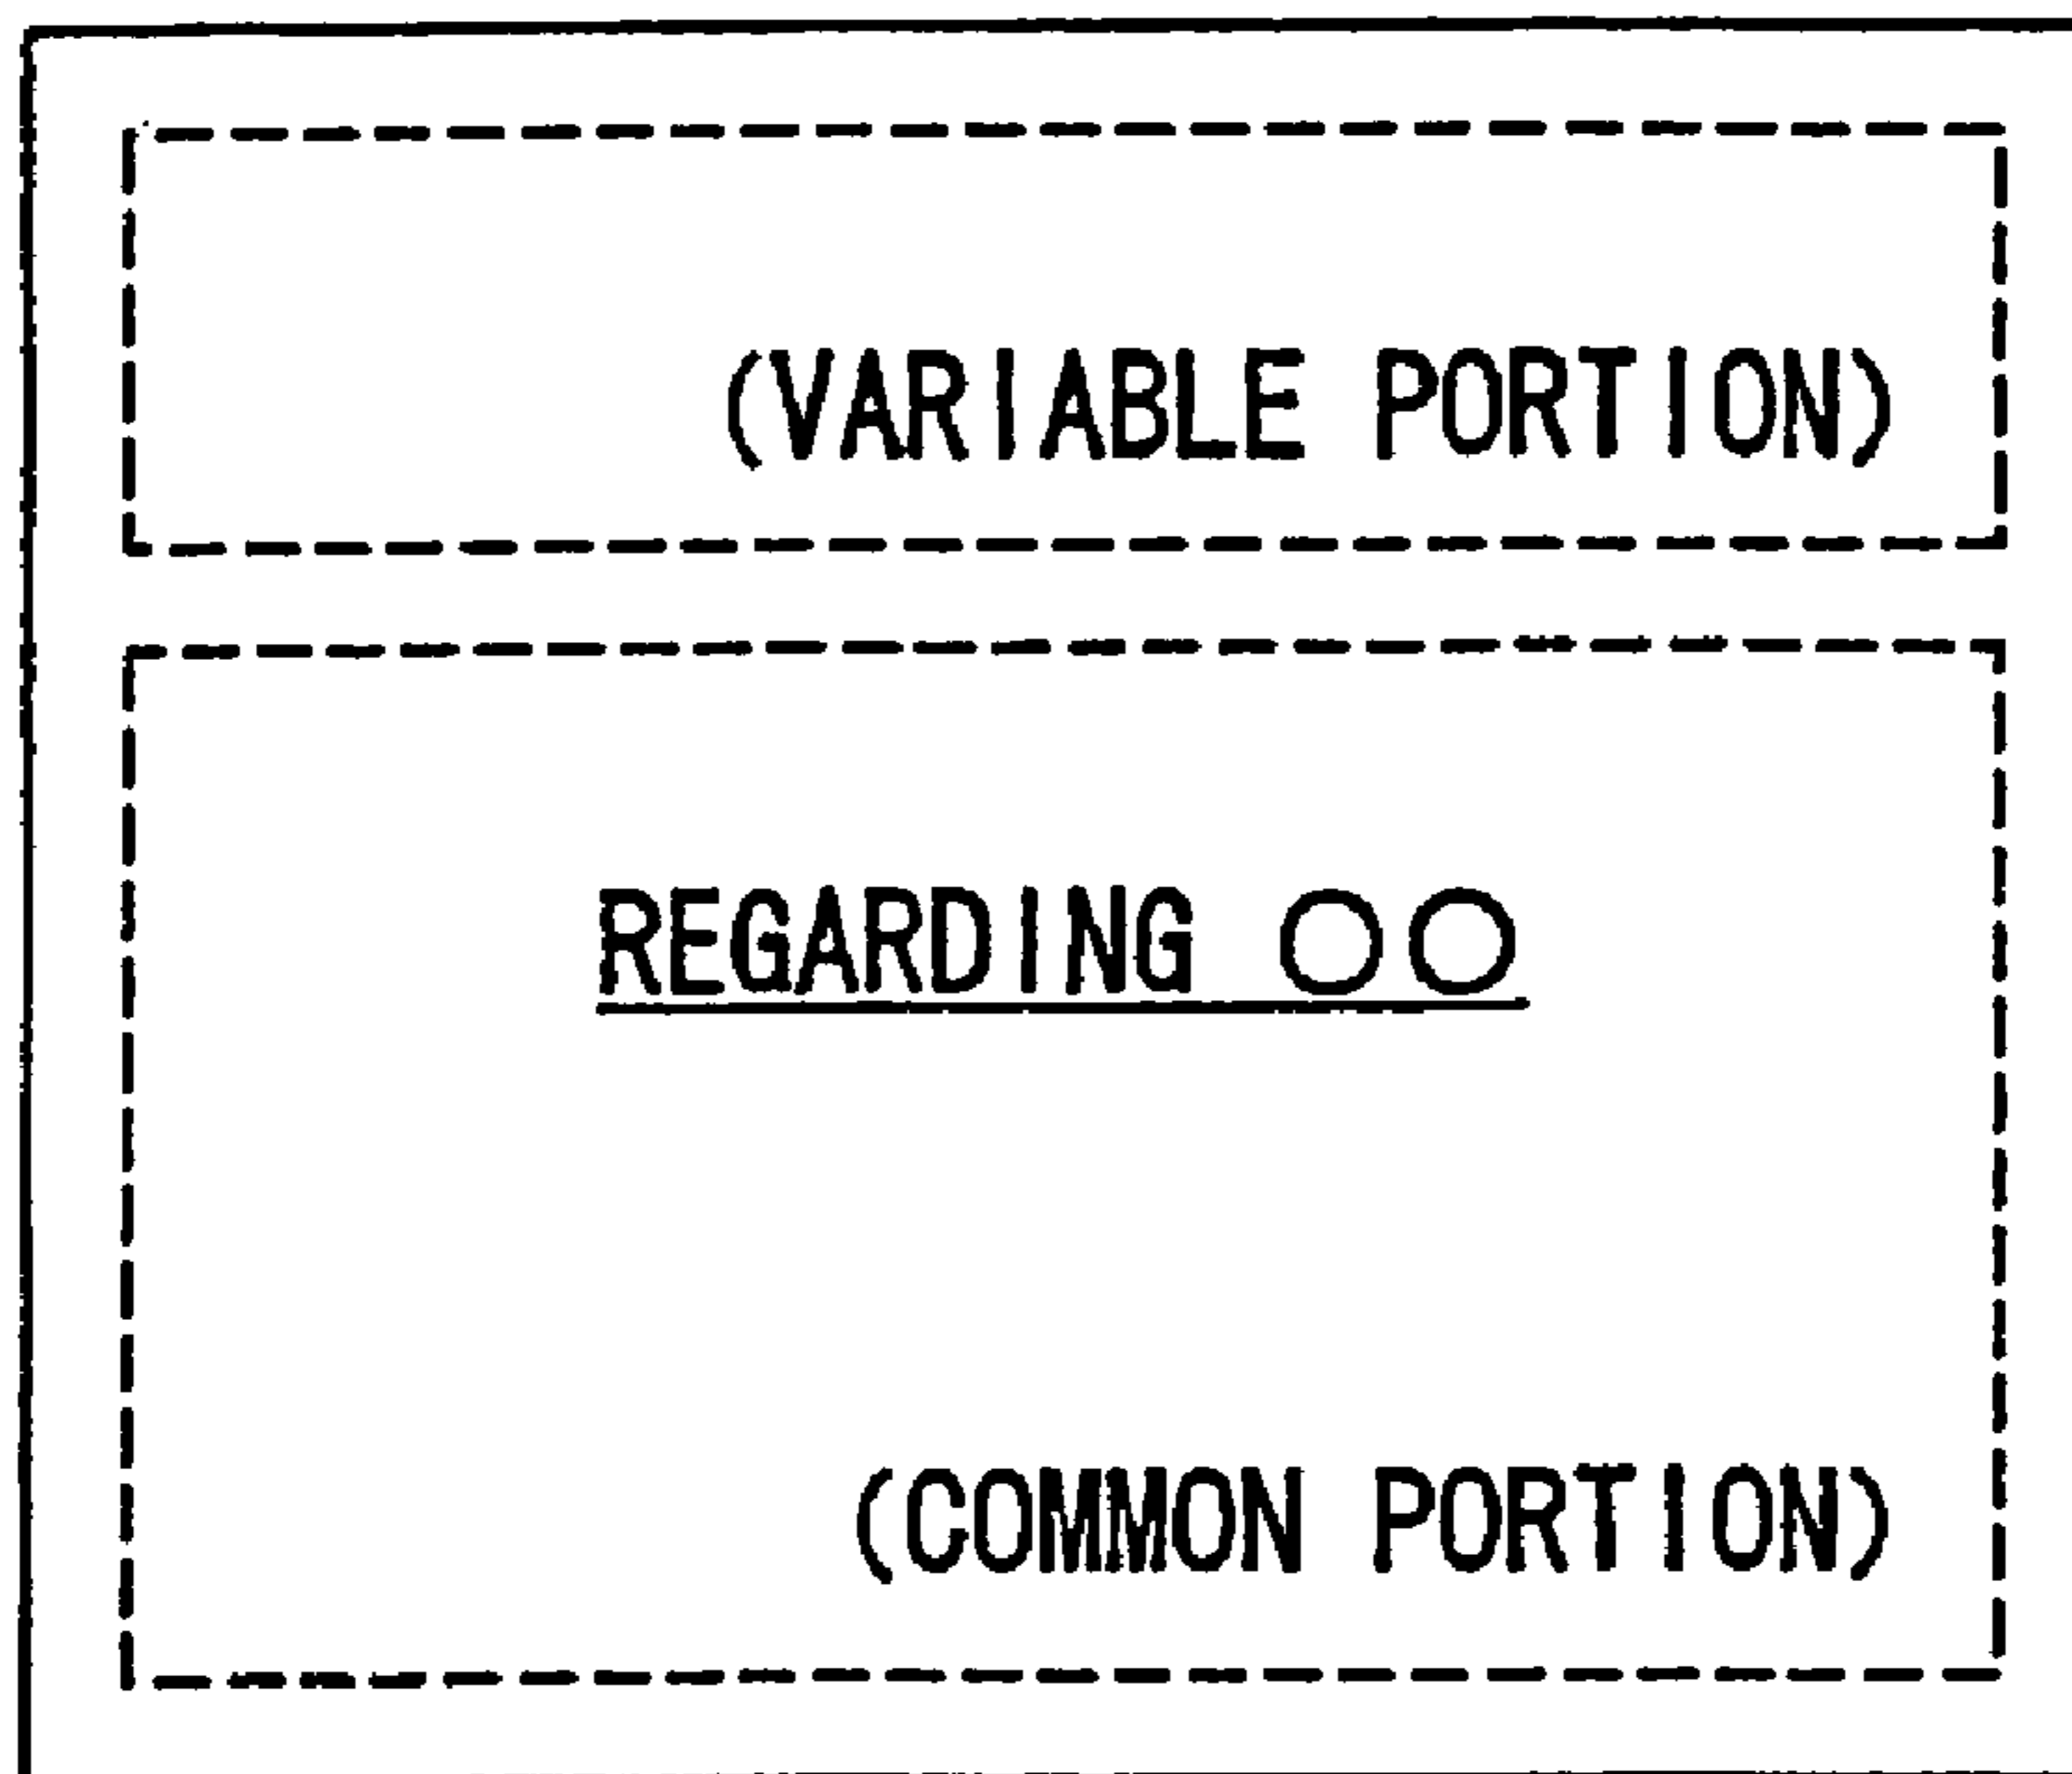 (VARIABLE PORTION)
REGARDING ○○
(COMMON PORTION)